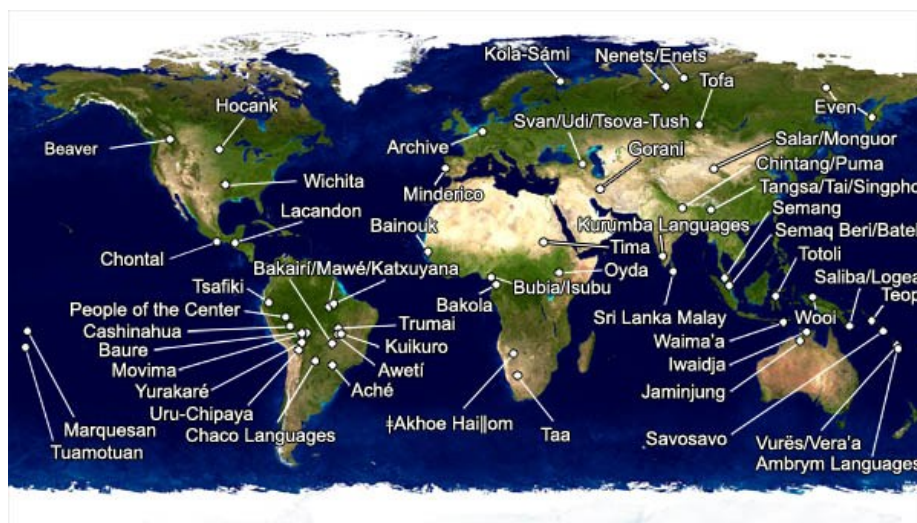 Kola-Sámi
Nenets/Enets
Tofa
Hocank
Svan/Udi/Tsova-Tush
Even
Beaver
Archive
Gorani
Salar/Monguor
Chintang/Puma
Wichita
Minderico
Tangsa/Tai/Singpho
Lacandon
Kurumba Languages
Semang
Bainouk
Semaq Beri/Batek
Chontal
Tima
Totoli
Bakairí/Mawé/Katxuyana
Oyda
Saliba/Logea
Tsafiki
Bubia/Isubu
Teop
People of the Center
Bakola
Sri Lanka Malay
Wooi
Cashinahua
Trumai
Waima'a
Baure
Kuikuro
Iwaidja
Movima
Awetí
Yurakaré
Aché
Jaminjung
Uru-Chipaya
Marquesan
Chaco Languages
ǂAkhoe Haiǁom
Taa
Savosavo
Vurës/Vera'a
Tuamotuan
Ambrym Languages